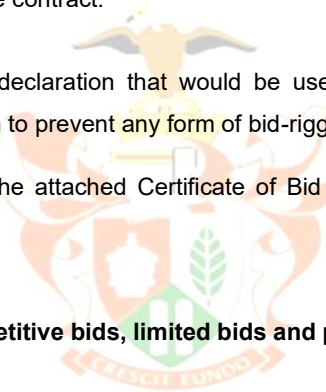 e contract.
declaration that would be use
to prevent any form of bid-rigg
he attached Certificate of Bid
etitive bids, limited bids and p
CRESCIT EUNDO